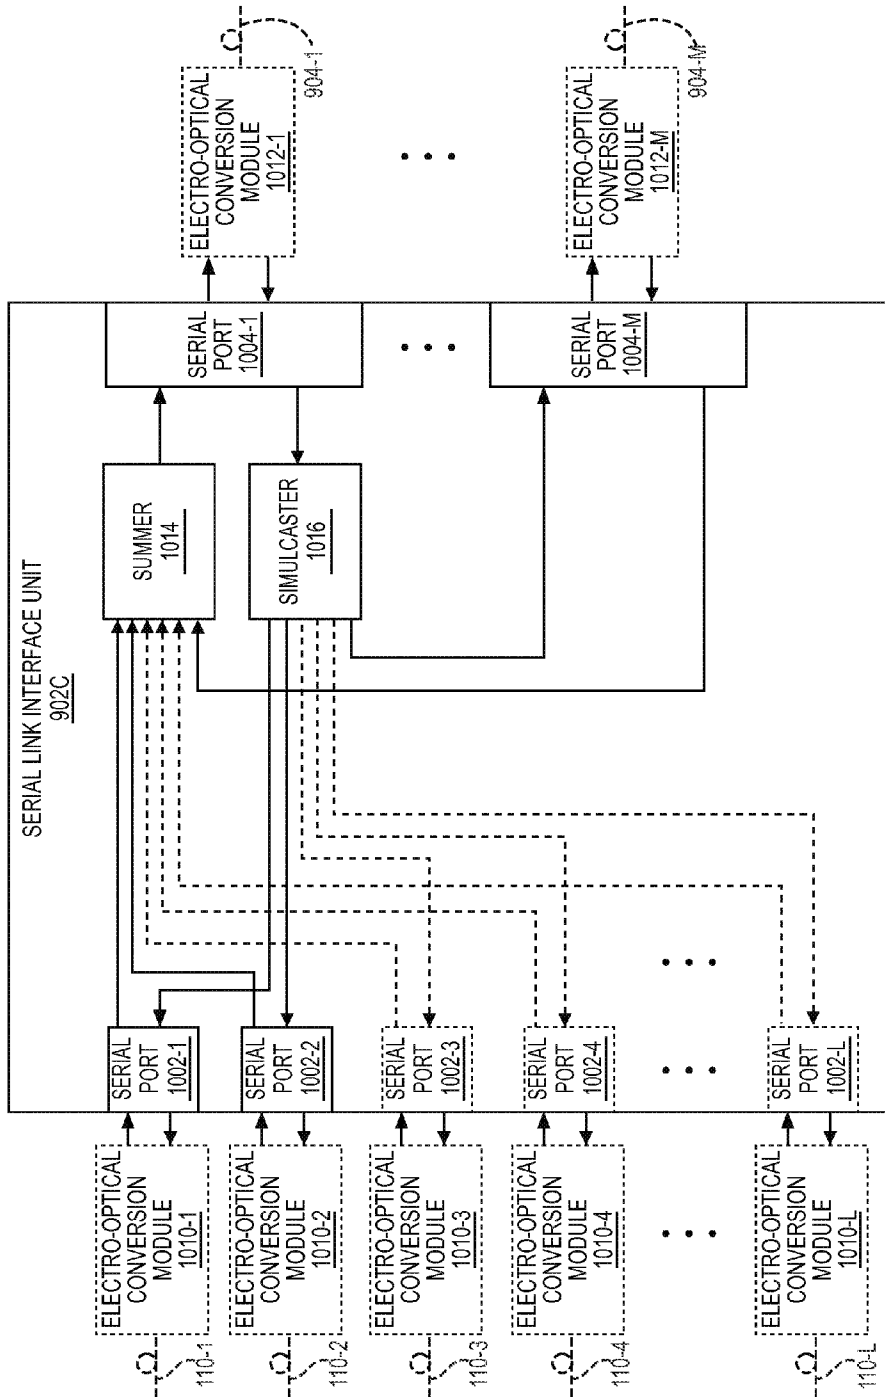 SERIAL LINK INTERFACE UNIT
902C
ELECTRO-OPTICAL
CONVERSION
MODULE
1010-1
ELECTRO-OPTICAL
CONVERSION
MODULE
1010-2
ELECTRO-OPTICAL
CONVERSION
MODULE
1010-3
ELECTRO-OPTICAL
CONVERSION
MODULE
1010-4
ELECTRO-OPTICAL
CONVERSION
MODULE
1010-L
110-1
110-2
110-3
110-4
110-L
SERIAL
PORT
1002-1
SERIAL
PORT
1002-2
SERIAL
PORT
1002-3
SERIAL
PORT
1002-4
SERIAL
PORT
1002-L
SUMMER
1014
SIMULCASTER
1016
SERIAL
PORT
1004-1
SERIAL
PORT
1004-M
ELECTRO-OPTICAL
CONVERSION
MODULE
1012-1
ELECTRO-OPTICAL
CONVERSION
MODULE
1012-M
904-1
904-M